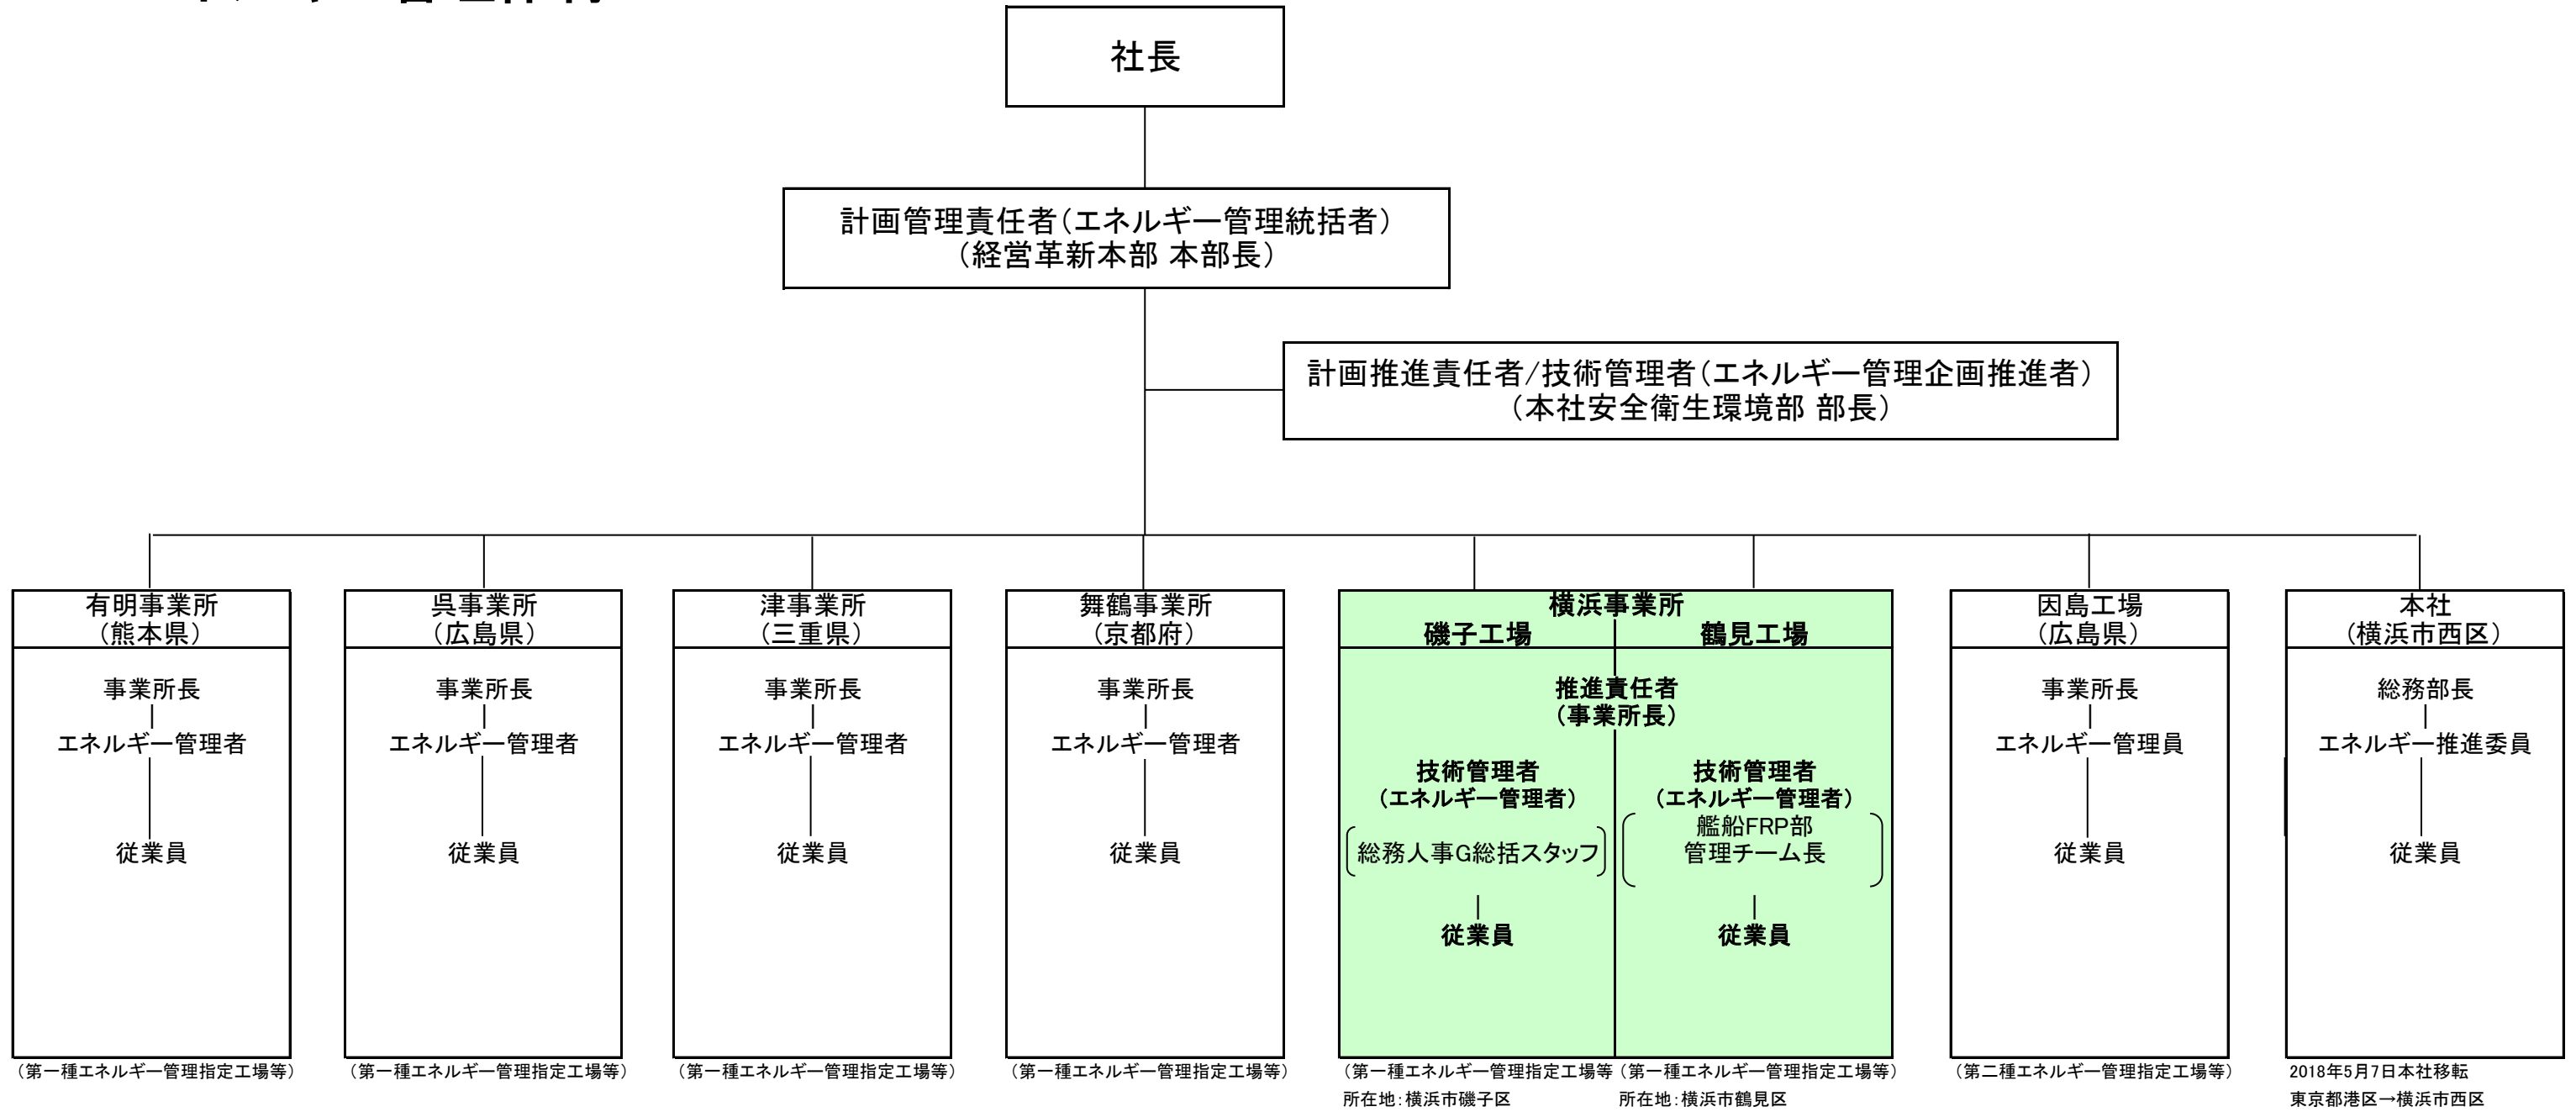 社長
計画管理責任者(エネルギー管理統括者)
(経営革新本部 本部長)
計画推進責任者/技術管理者(エネルギー管理企画推進者)
(本社安全衛生環境部 部長)
有明事業所
(熊本県)
事業所長
エネルギー管理者
従業員
(第一種エネルギー管理指定工場等)
呉事業所
(広島県)
事業所長
エネルギー管理者
従業員
(第一種エネルギー管理指定工場等)
津事業所
(三重県)
事業所長
エネルギー管理者
従業員
(第一種エネルギー管理指定工場等)
舞鶴事業所
(京都府)
事業所長
エネルギー管理者
従業員
(第一種エネルギー管理指定工場等)
横浜事業所
磯子工場
鶴見工場
推進責任者
(事業所長)
技術管理者
(エネルギー管理者)
総務人事G総括スタッフ
従業員
(第一種エネルギー管理指定工場等
所在地:横浜市磯子区
技術管理者
(エネルギー管理者)
艦船FRP部
管理チーム長
従業員
(第一種エネルギー管理指定工場等)
所在地:横浜市鶴見区
因島工場
(広島県)
事業所長
エネルギー管理員
従業員
(第二種エネルギー管理指定工場等)
本社
(横浜市西区)
総務部長
エネルギー推進委員
従業員
2018年5月7日本社移転
東京都港区→横浜市西区